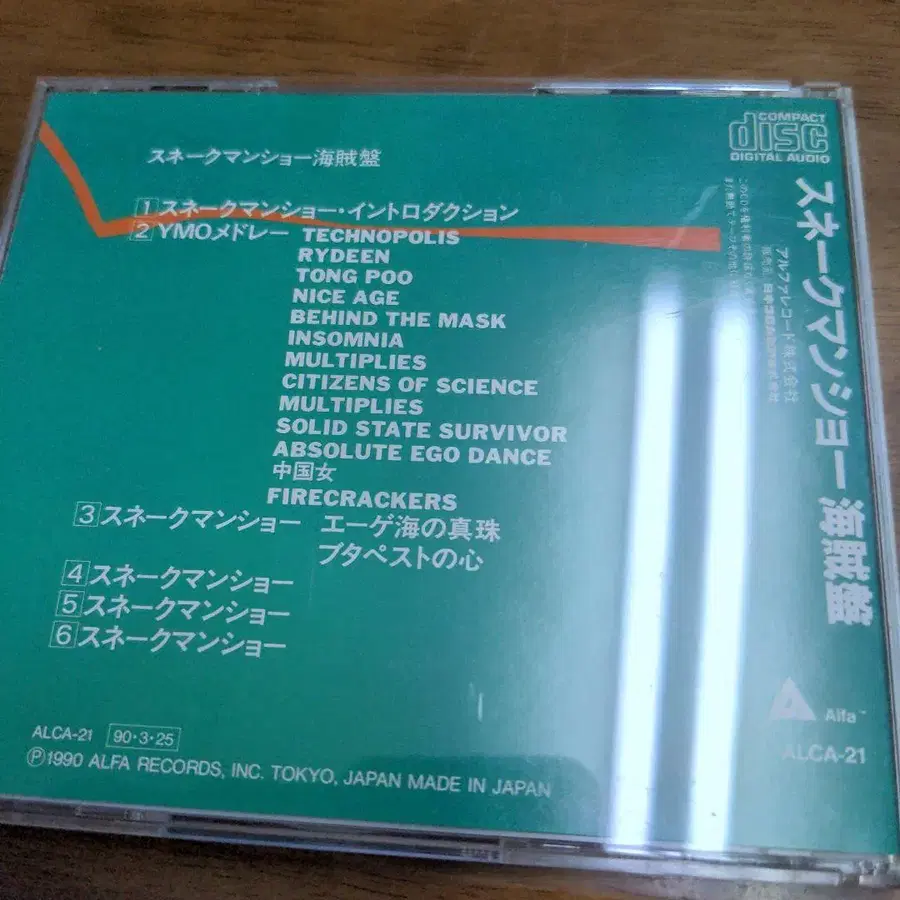 スネークマンショー海賊盤
1 スネークマンショー・イントロダクション
2 YMOメドレー TECHNOPOLIS
RYDEEN
TONG POO
NICE AGE
BEHIND THE MASK
INSOMNIA
MULTIPLIES
CITIZENS OF SCIENCE
MULTIPLIES
SOLID STATE SURVIVOR
ABSOLUTE EGO DANCE
中国女
FIRECRACKERS
3 スネークマンショー エーゲ海の真珠
ブタペストの心
4 スネークマンショー
5 スネークマンショー
6 スネークマンショー
ALCA-21 90・3・25
Ⓟ1990 ALFA RECORDS, INC. TOKYO, JAPAN MADE IN JAPAN
COMPACT
disc
DIGITAL AUDIO
スネークマンショー 海賊盤
アルファレコード株式会社
Alfa™
ALCA-21